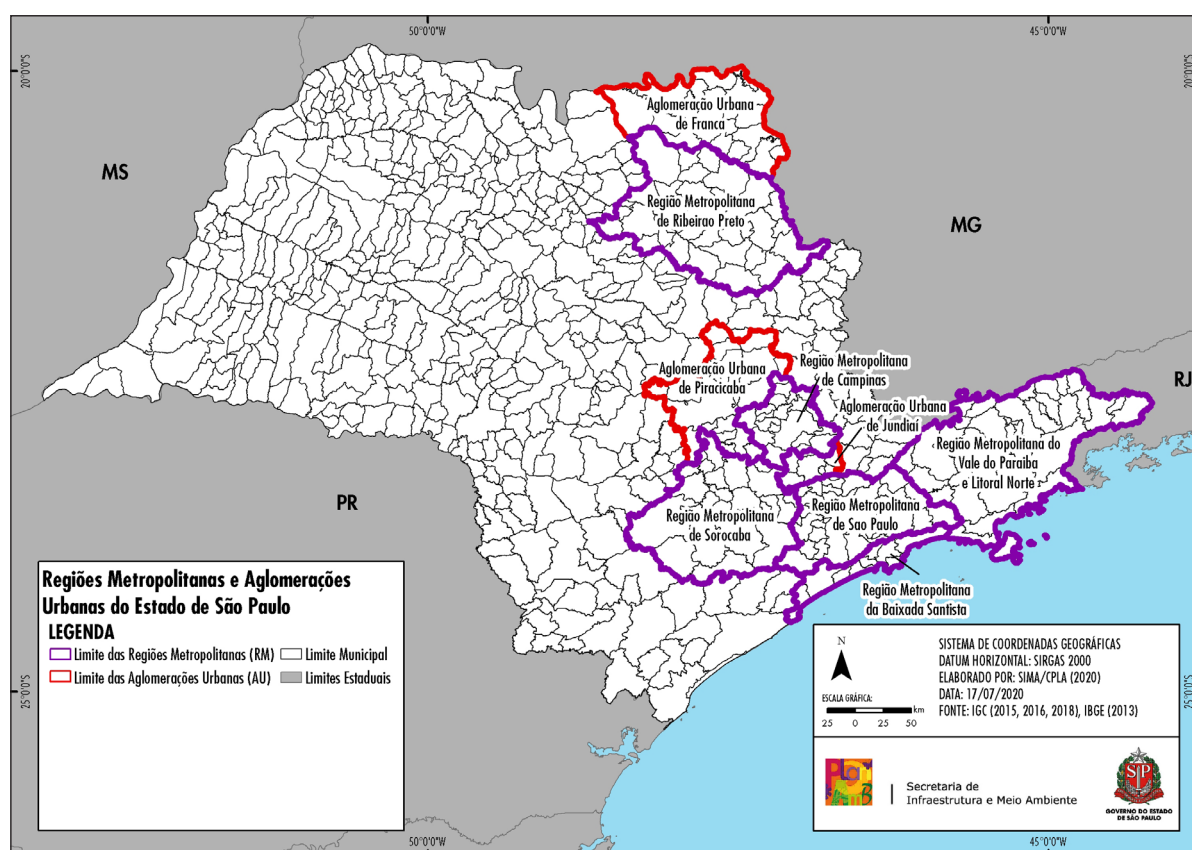 50°0'0"W
45°0'0"W
20°0'0"S
20°0'0"S
Aglomeração Urbana
de Franca
MS
Região Metropolitana
de Ribeirao Preto
MG
Aglomeração Urbana
de Piracicaba
Região Metropolitana
de Campinas
RJ
Aglomeração Urbana
de Jundiaí
Região Metropolitana do
Vale do Paraiba
e Litoral Norte
PR
Região Metropolitana
de Sorocaba
Região Metropolitana
de Sao Paulo
Região Metropolitana
da Baixada Santista
Regiões Metropolitanas e Aglomerações
Urbanas do Estado de São Paulo
LEGENDA
Limite das Regiões Metropolitanas (RM)
Limite Municipal
Limite das Aglomerações Urbanas (AU)
Limites Estaduais
N
ESCALA GRÁFICA:
km
25 0 25 50
SISTEMA DE COORDENADAS GEOGRÁFICAS
DATUM HORIZONTAL: SIRGAS 2000
ELABORADO POR: SIMA/CPLA (2020)
DATA: 17/07/2020
FONTE: IGC (2015, 2016, 2018), IBGE (2013)
25°0'0"S
25°0'0"S
Secretaria de
Infraestrutura e Meio Ambiente
SP
GOVERNO DO ESTADO
DE SÃO PAULO
50°0'0"W
45°0'0"W